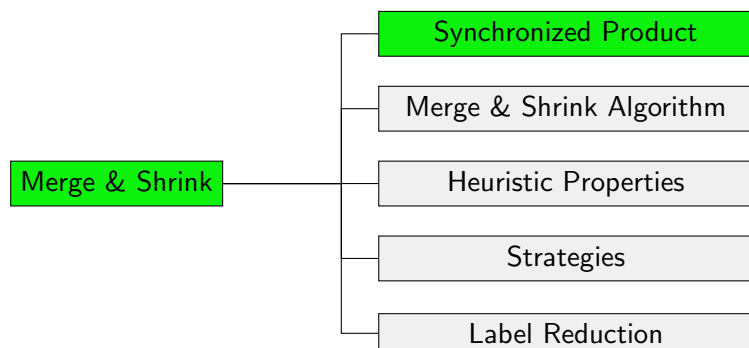 Synchronized Product
Merge & Shrink Algorithm
Merge & Shrink
Heuristic Properties
Strategies
Label Reduction